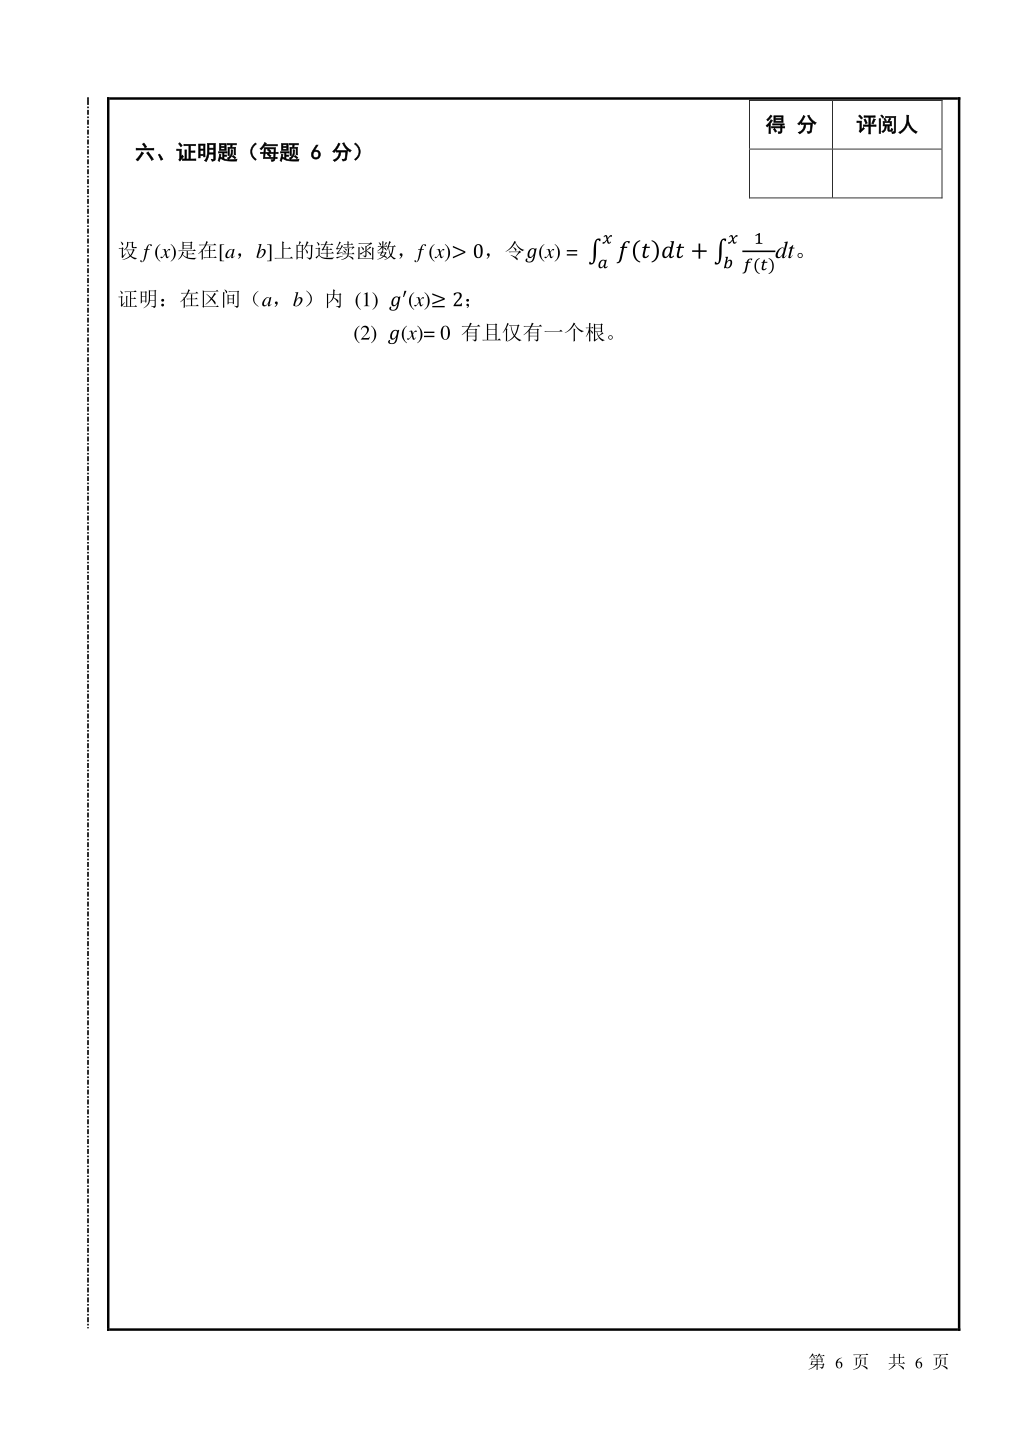 得 分 评阅人
六、证明题（每题 6 分）
设 f (x)是在[a，b]上的连续函数，f (x)> 0，令g(x) = ∫_a^x f(t)dt + ∫_b^x 1/f(t) dt。
证明：在区间（a，b）内 (1) g′(x)≥ 2；
(2) g(x)= 0 有且仅有一个根。
第 6 页 共 6 页